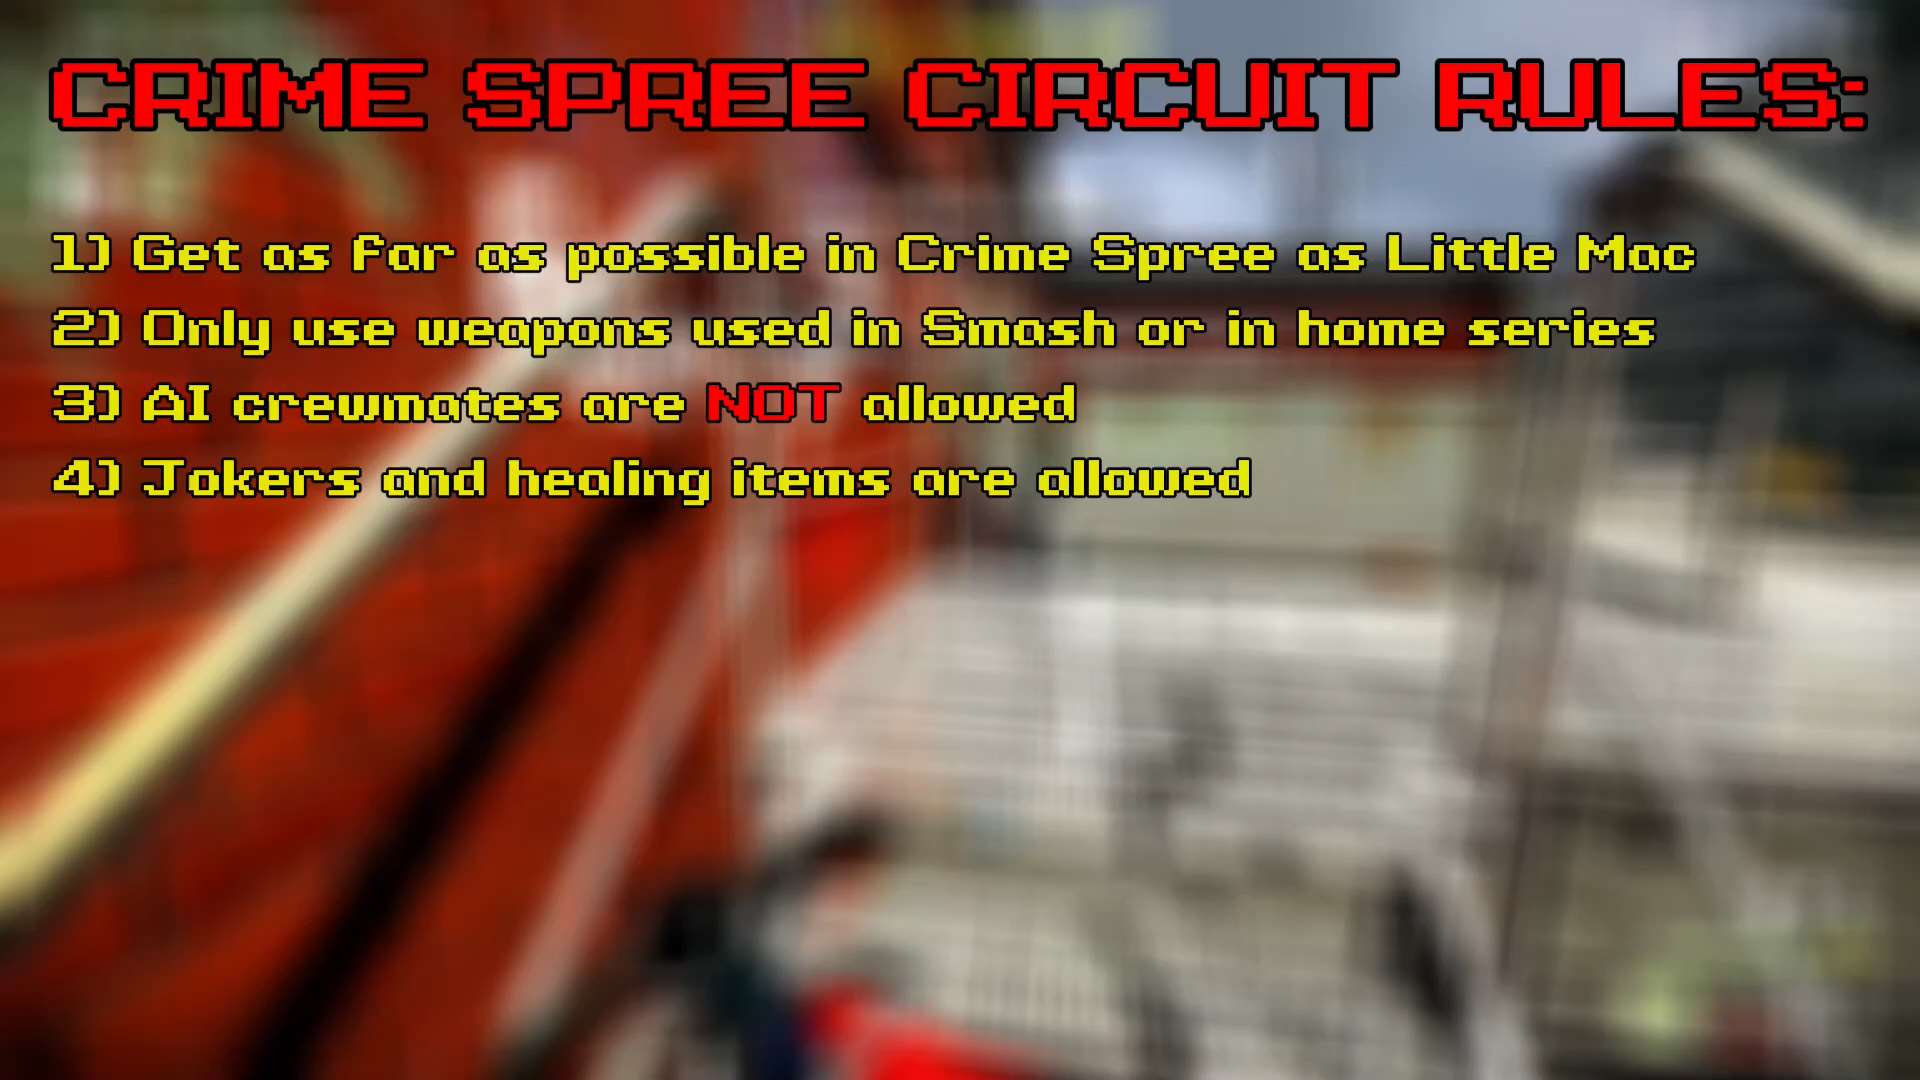 CRIME SPREE CIRCUIT RULES:
1) Get as far as possible in Crime Spree as Little Mac
2) Only use weapons used in Smash or in home series
3) AI crewmates are NOT allowed
4) Jokers and healing items are allowed